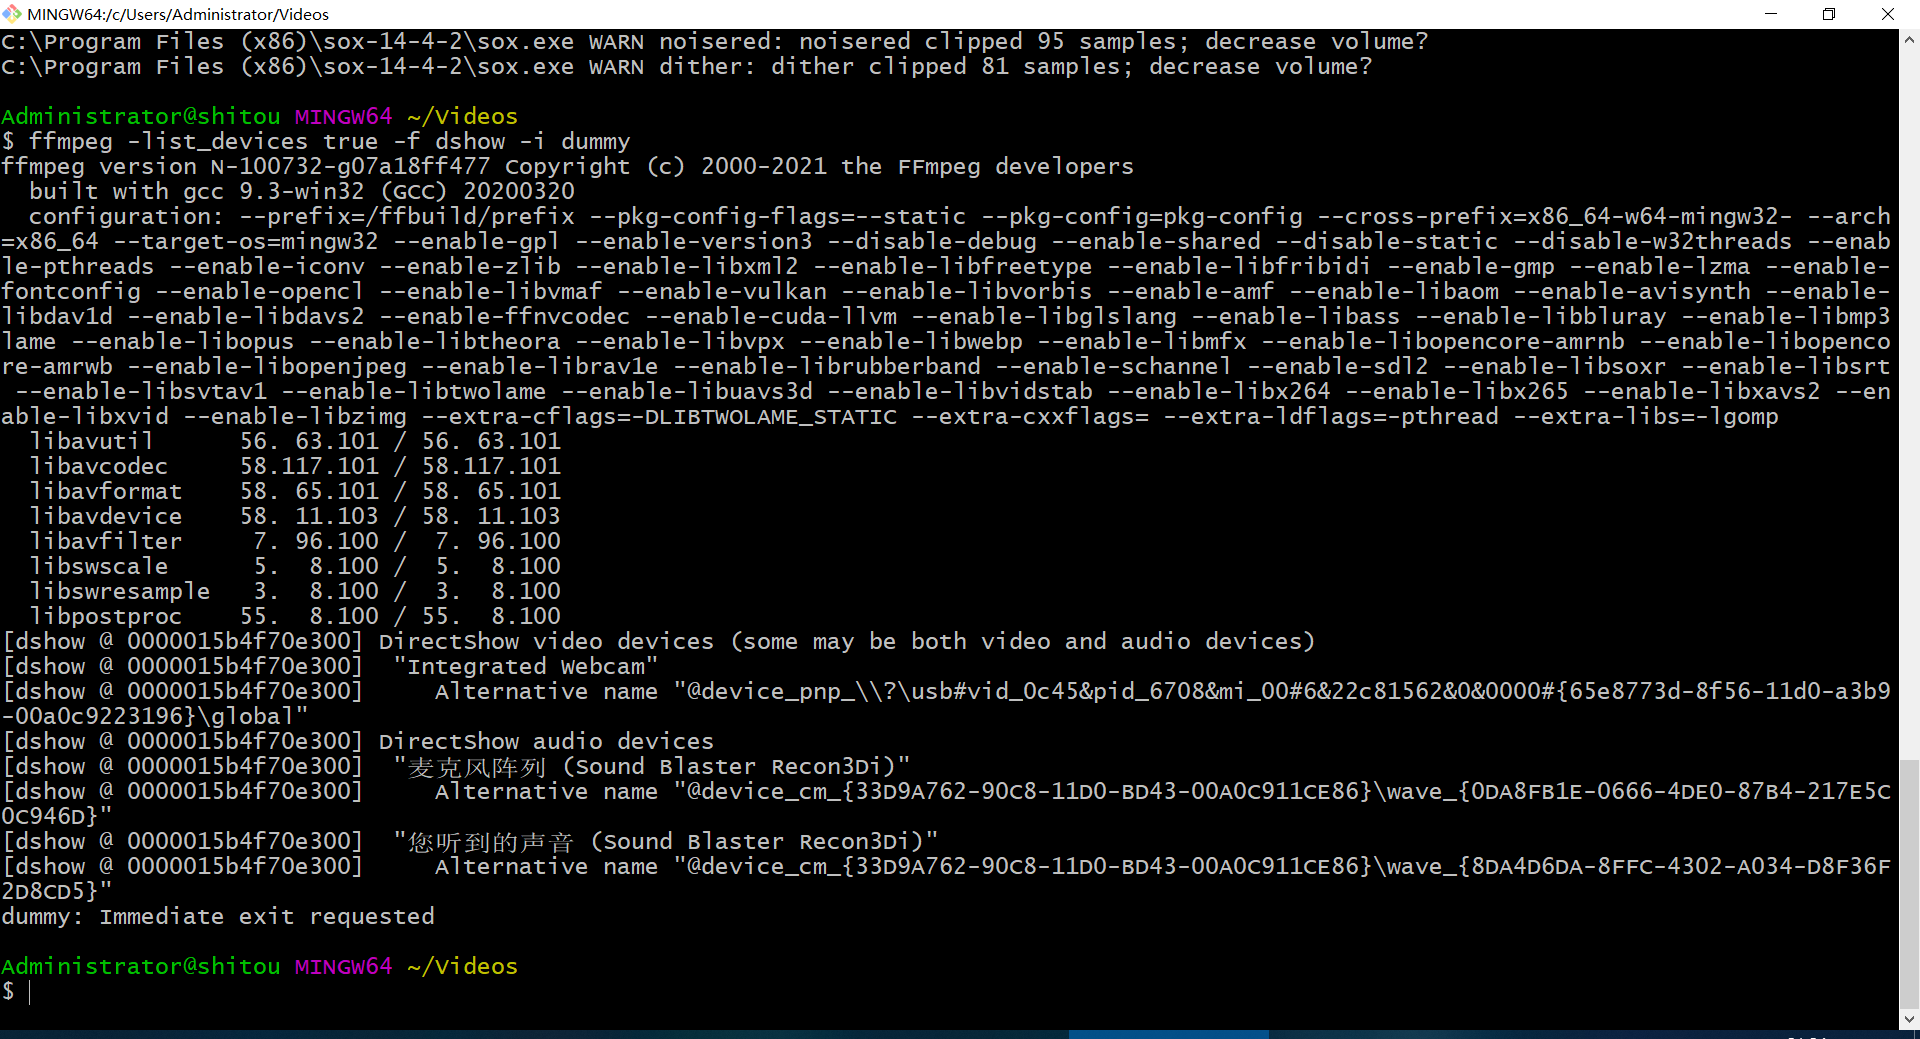 MINGW64:/c/Users/Administrator/Videos
C:\Program Files (x86)\sox-14-4-2\sox.exe WARN noisered: noisered clipped 95 samples; decrease volume?
C:\Program Files (x86)\sox-14-4-2\sox.exe WARN dither: dither clipped 81 samples; decrease volume?
Administrator@shitou MINGW64 ~/Videos
$ ffmpeg -list_devices true -f dshow -i dummy
ffmpeg version N-100732-g07a18ff477 Copyright (c) 2000-2021 the FFmpeg developers
  built with gcc 9.3-win32 (GCC) 20200320
  configuration: --prefix=/ffbuild/prefix --pkg-config-flags=--static --pkg-config=pkg-config --cross-prefix=x86_64-w64-mingw32- --arch
=x86_64 --target-os=mingw32 --enable-gpl --enable-version3 --disable-debug --enable-shared --disable-static --disable-w32threads --enab
le-pthreads --enable-iconv --enable-zlib --enable-libxml2 --enable-libfreetype --enable-libfribidi --enable-gmp --enable-lzma --enable-
fontconfig --enable-opencl --enable-libvmaf --enable-vulkan --enable-libvorbis --enable-amf --enable-libaom --enable-avisynth --enable-
libdav1d --enable-libdavs2 --enable-ffnvcodec --enable-cuda-llvm --enable-libglslang --enable-libass --enable-libbluray --enable-libmp3
lame --enable-libopus --enable-libtheora --enable-libvpx --enable-libwebp --enable-libmfx --enable-libopencore-amrnb --enable-libopenco
re-amrwb --enable-libopenjpeg --enable-librav1e --enable-librubberband --enable-schannel --enable-sdl2 --enable-libsoxr --enable-libsrt
 --enable-libsvtav1 --enable-libtwolame --enable-libuavs3d --enable-libvidstab --enable-libx264 --enable-libx265 --enable-libxavs2 --en
able-libxvid --enable-libzimg --extra-cflags=-DLIBTWOLAME_STATIC --extra-cxxflags= --extra-ldflags=-pthread --extra-libs=-lgomp
  libavutil      56. 63.101 / 56. 63.101
  libavcodec     58.117.101 / 58.117.101
  libavformat    58. 65.101 / 58. 65.101
  libavdevice    58. 11.103 / 58. 11.103
  libavfilter     7. 96.100 /  7. 96.100
  libswscale      5.  8.100 /  5.  8.100
  libswresample   3.  8.100 /  3.  8.100
  libpostproc    55.  8.100 / 55.  8.100
[dshow @ 0000015b4f70e300] DirectShow video devices (some may be both video and audio devices)
[dshow @ 0000015b4f70e300]  "Integrated Webcam"
[dshow @ 0000015b4f70e300]     Alternative name "@device_pnp_\\?\usb#vid_0c45&pid_6708&mi_00#6&22c81562&0&0000#{65e8773d-8f56-11d0-a3b9
-00a0c9223196}\global"
[dshow @ 0000015b4f70e300] DirectShow audio devices
[dshow @ 0000015b4f70e300]  "麦克风阵列 (Sound Blaster Recon3Di)"
[dshow @ 0000015b4f70e300]     Alternative name "@device_cm_{33D9A762-90C8-11D0-BD43-00A0C911CE86}\wave_{0DA8FB1E-0666-4DE0-87B4-217E5C
0C946D}"
[dshow @ 0000015b4f70e300]  "您听到的声音 (Sound Blaster Recon3Di)"
[dshow @ 0000015b4f70e300]     Alternative name "@device_cm_{33D9A762-90C8-11D0-BD43-00A0C911CE86}\wave_{8DA4D6DA-8FFC-4302-A034-D8F36F
2D8CD5}"
dummy: Immediate exit requested
Administrator@shitou MINGW64 ~/Videos
$